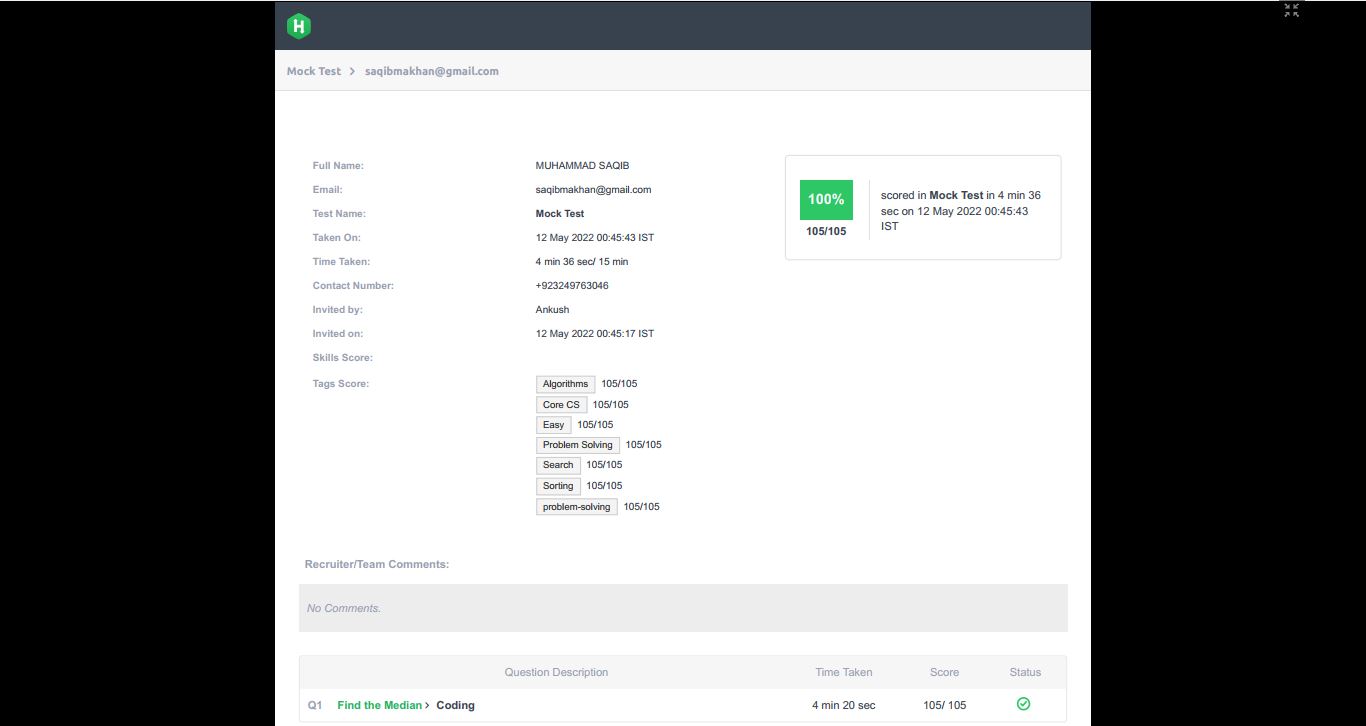 H
Mock Test > saqibmakhan@gmail.com
Full Name: MUHAMMAD SAQIB
Email: saqibmakhan@gmail.com
Test Name: Mock Test
Taken On: 12 May 2022 00:45:43 IST
Time Taken: 4 min 36 sec/ 15 min
Contact Number: +923249763046
Invited by: Ankush
Invited on: 12 May 2022 00:45:17 IST
Skills Score:
Tags Score: Algorithms 105/105
Core CS 105/105
Easy 105/105
Problem Solving 105/105
Search 105/105
Sorting 105/105
problem-solving 105/105
100%
105/105
scored in Mock Test in 4 min 36
sec on 12 May 2022 00:45:43
IST
Recruiter/Team Comments:
No Comments.
Question Description Time Taken Score Status
Q1 Find the Median > Coding 4 min 20 sec 105/ 105